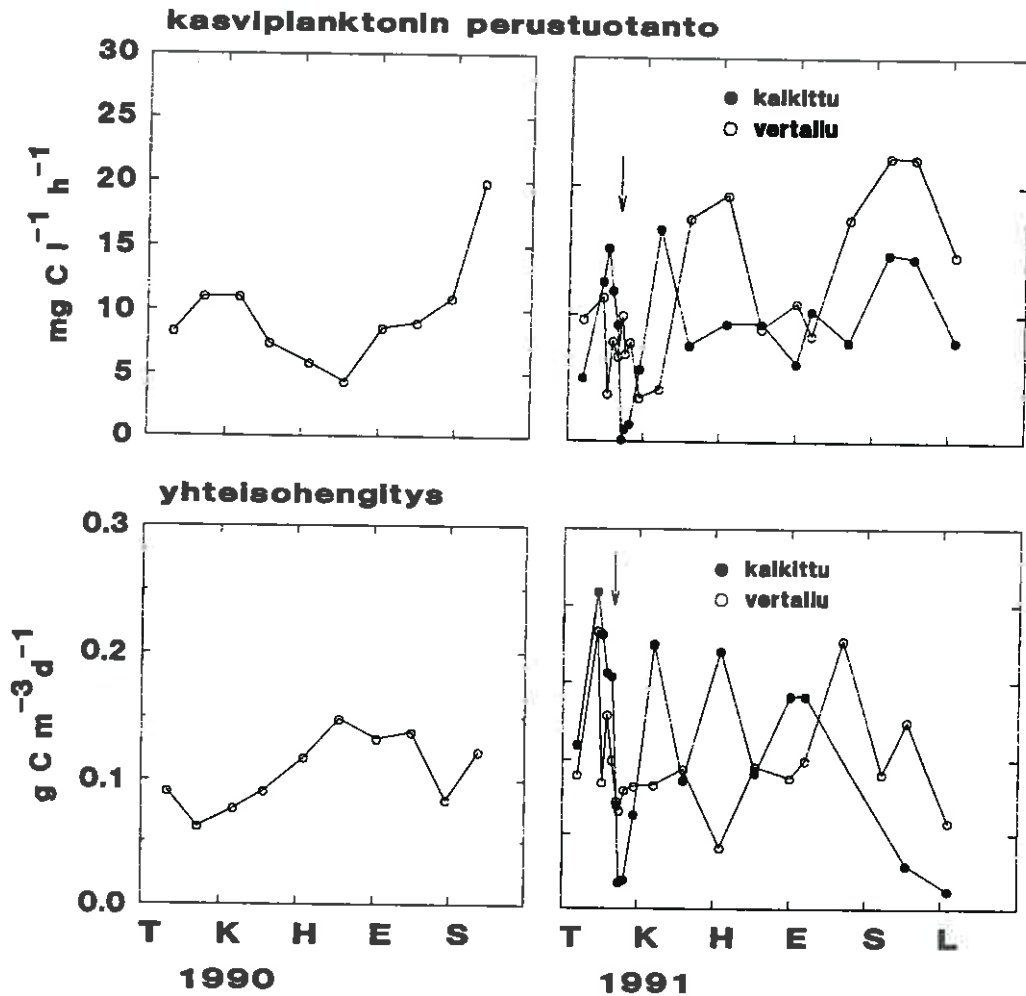 kasviplanktonin perustuotanto
30
25
20
15
10
5
0
mg C l⁻¹ h⁻¹
● kalkittu
○ vertailu
yhteisöhengitys
0.3
0.2
0.1
0.0
g C m⁻³ d⁻¹
● kalkittu
○ vertailu
T K H E S
T K H E S L
1990
1991